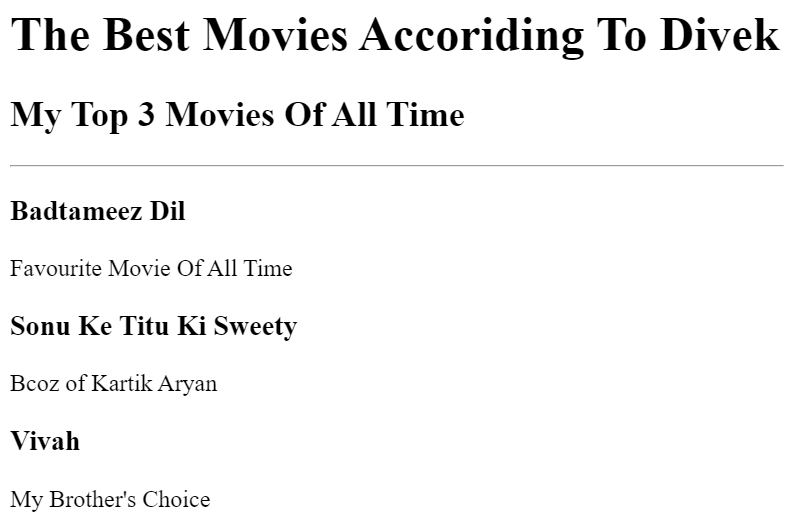 The Best Movies Accoriding To Divek
My Top 3 Movies Of All Time
Badtameez Dil
Favourite Movie Of All Time
Sonu Ke Titu Ki Sweety
Bcoz of Kartik Aryan
Vivah
My Brother's Choice